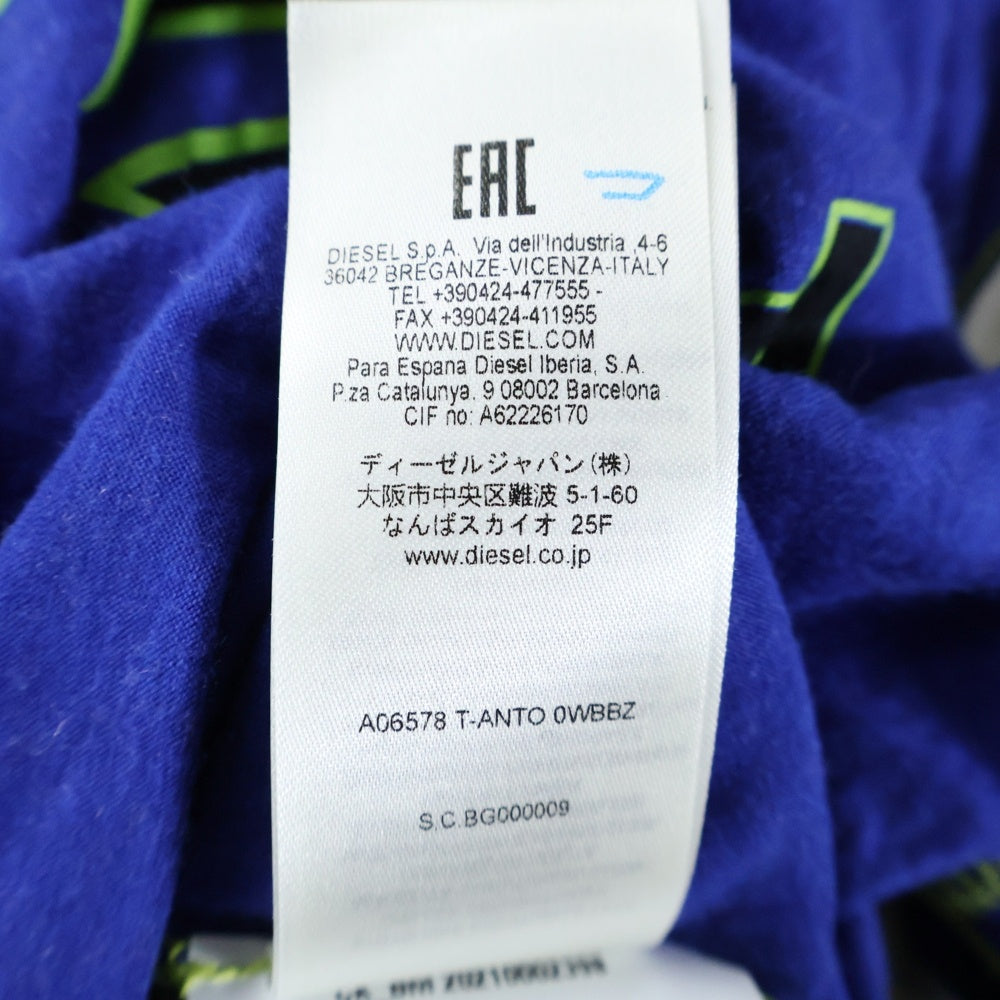 EAC
DIESEL S.p.A. Via dell'Industria ,4-6
36042 BREGANZE-VICENZA-ITALY
TEL +390424-477555 -
FAX +390424-411955
WWW.DIESEL.COM
Para Espana Diesel Iberia, S.A.
P.za Catalunya. 9 08002 Barcelona
CIF no: A62226170
ディーゼルジャパン(株)
大阪市中央区難波 5-1-60
なんばスカイオ 25F
www.diesel.co.jp
A06578 T-ANTO 0WBBZ
S.C.BG000009